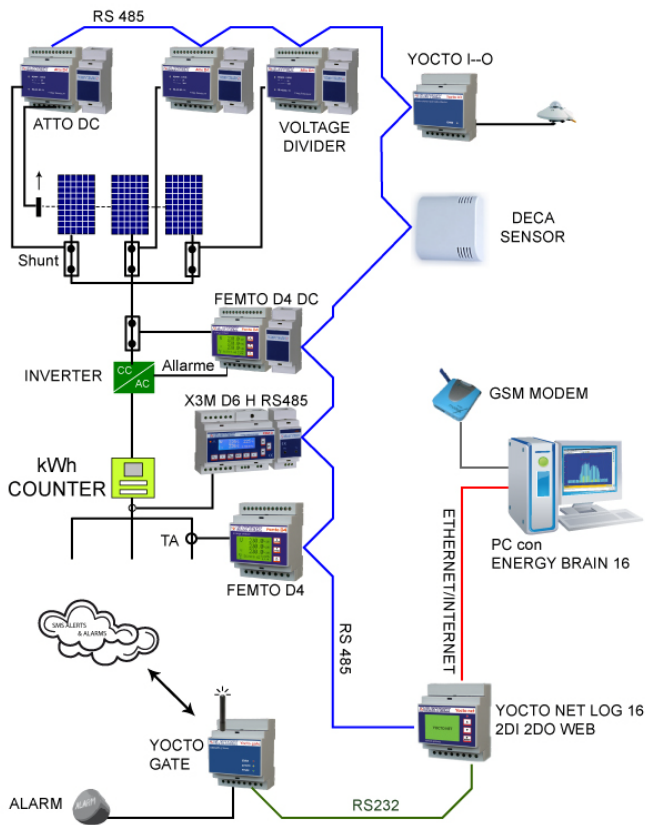 RS 485
YOCTO I--O
ATTO DC
VOLTAGE
DIVIDER
DECA
SENSOR
Shunt
FEMTO D4 DC
INVERTER
CC
AC
Allarme
X3M D6 H RS485
GSM MODEM
kWh
COUNTER
TA
FEMTO D4
PC con
ENERGY BRAIN 16
ETHERNET/INTERNET
SMS ALERTS
& ALARMS
RS 485
YOCTO NET LOG 16
2DI 2DO WEB
YOCTO
GATE
ALARM
ALARM
RS232